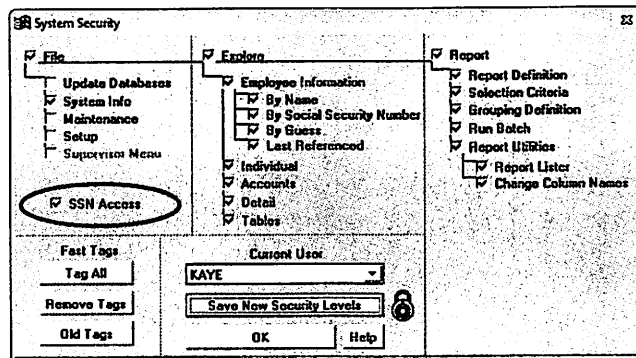 System Security
File
Update Databases
System Info
Maintenance
Setup
Supervisor Menu
SSN Access
Explore
Employee Information
By Name
By Social Security Number
By Guess
Last Referenced
Individual
Accounts
Detail
Tables
Report
Report Definition
Selection Criteria
Grouping Definition
Run Batch
Report Utilities
Report Lister
Change Column Names
Fast Tags
Tag All
Remove Tags
Old Tags
Current User
KAYE
Save New Security Levels
OK
Help